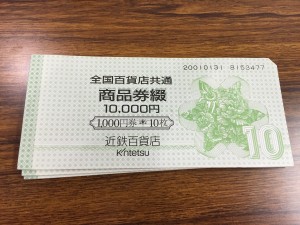 20010131 8153477
全国百貨店共通
商品券綴
10,000円
1,000円券10枚
近鉄百貨店
Kintetsu
10